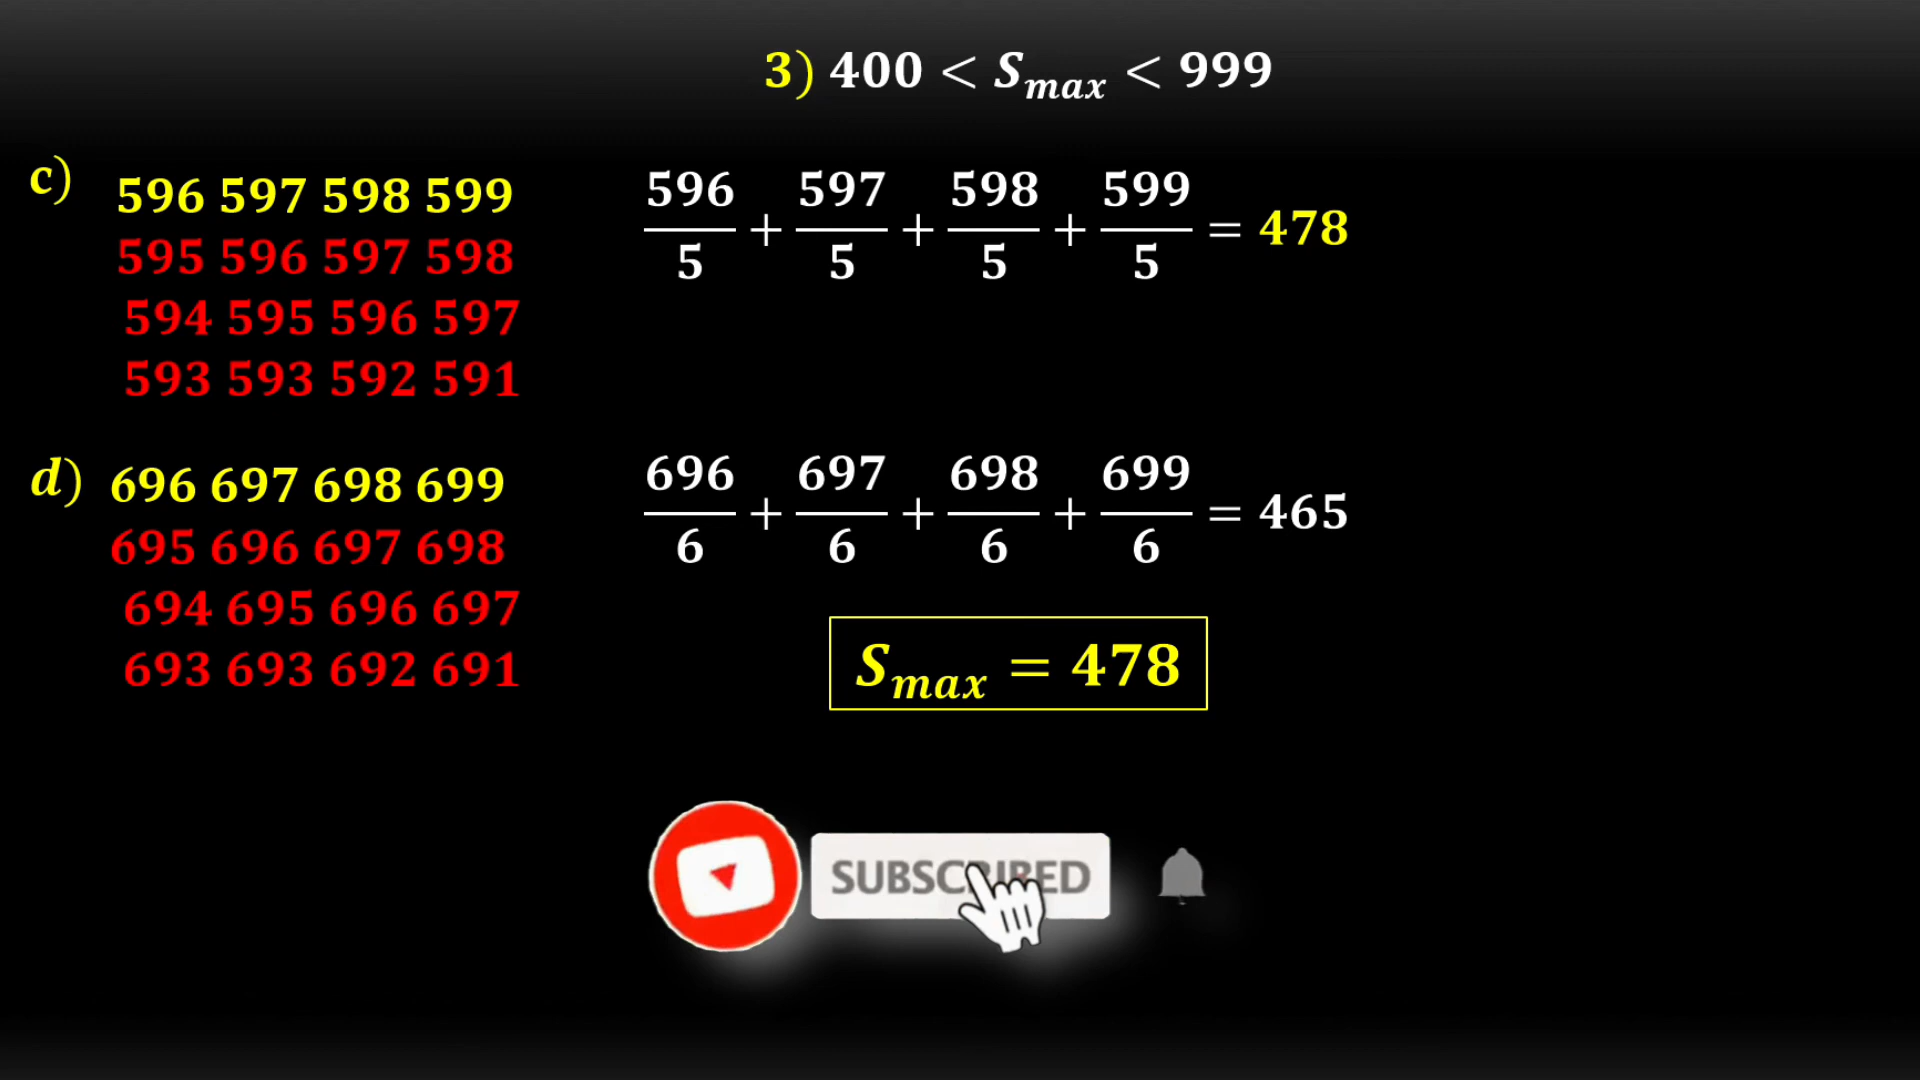 3) 400 < S_max < 999
c) 596 597 598 599
595 596 597 598
594 595 596 597
593 593 592 591
596/5 + 597/5 + 598/5 + 599/5 = 478
d) 696 697 698 699
695 696 697 698
694 695 696 697
693 693 692 691
696/6 + 697/6 + 698/6 + 699/6 = 465
S_max = 478
SUBSCRIBED